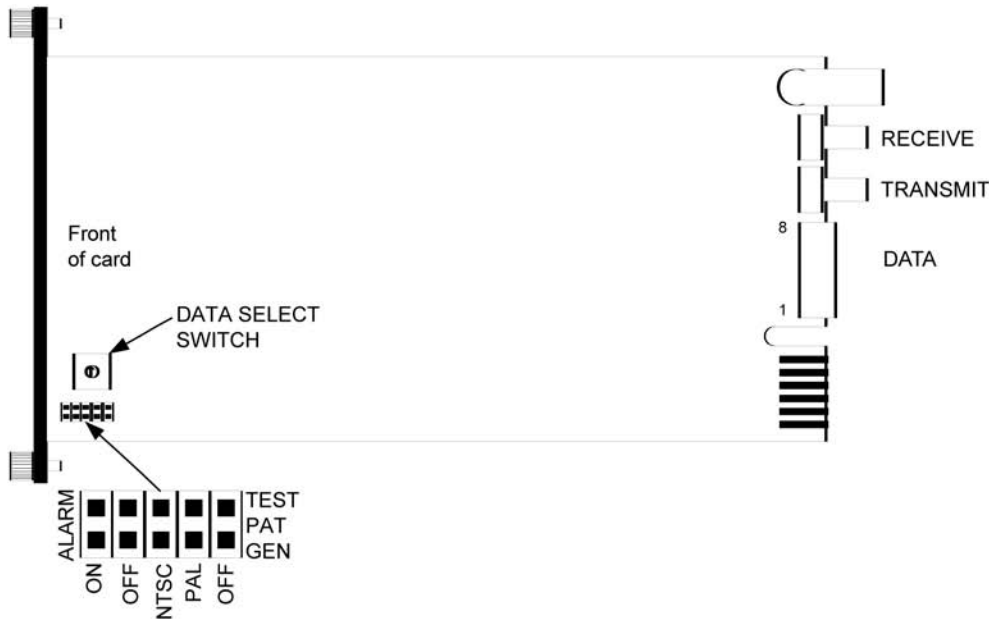 RECEIVE
TRANSMIT
8
DATA
1
Front
of card
DATA SELECT
SWITCH
ALARM
TEST
PAT
GEN
ON
OFF
NTSC
PAL
OFF